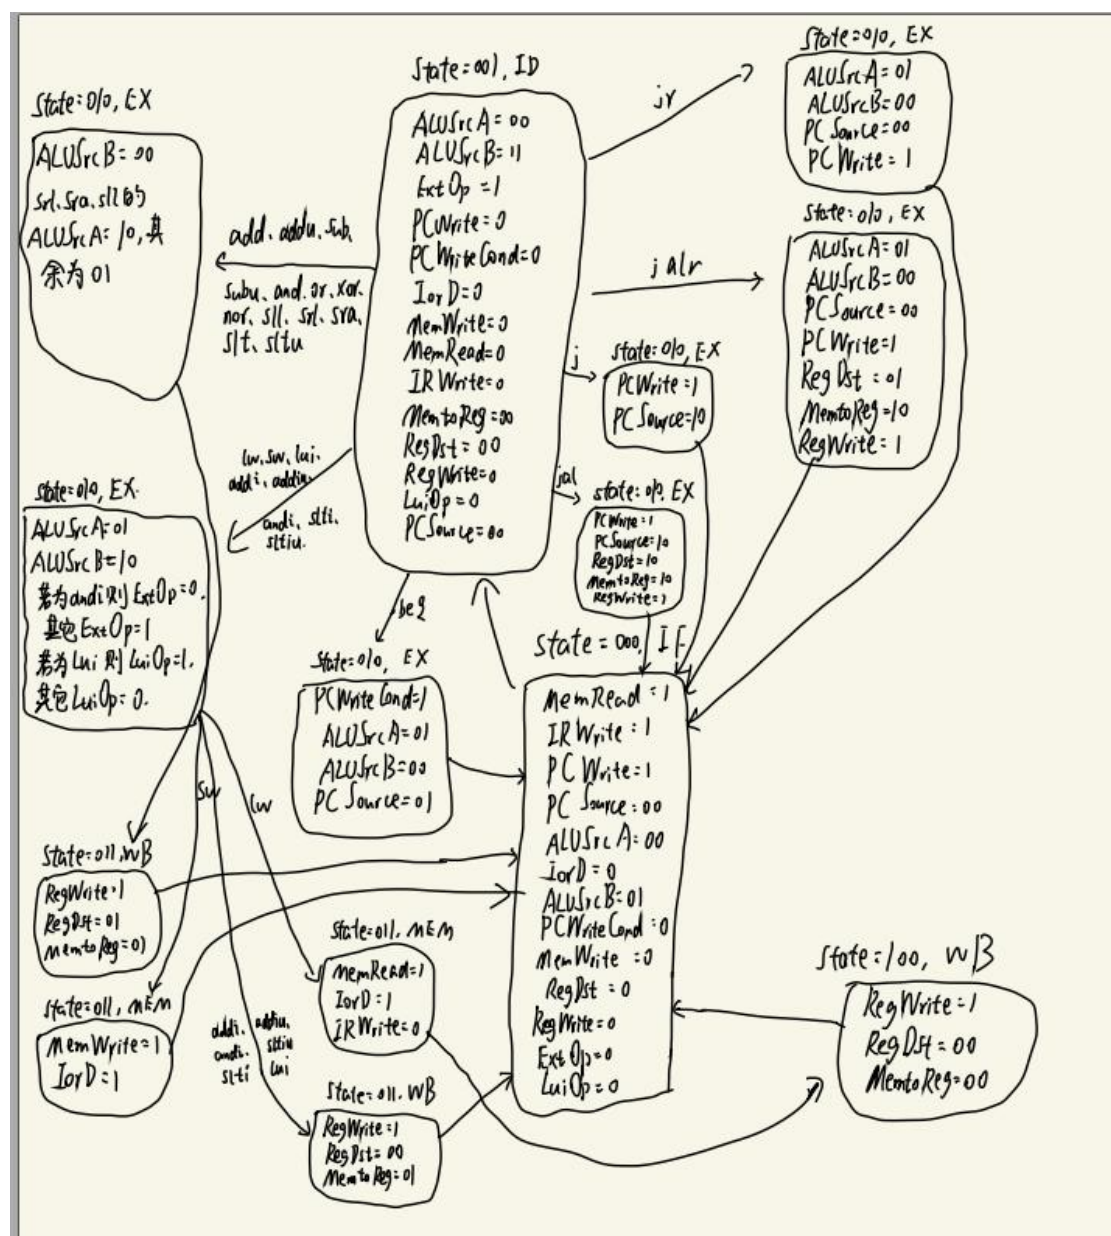 State=001, ID
ALUSrcA=00
ALUSrcB=11
ExtOp=1
PCWrite=0
PCWriteCond=0
IorD=0
MemWrite=0
MemRead=0
IRWrite=0
MemtoReg=00
RegDst=00
RegWrite=0
LuiOp=0
PCSource=00
State=010, EX
ALUSrcB=00
srl、sra、sll的
ALUSrcA=10,其
余为01
add、addu、sub、
subu、and、or、xor、
nor、sll、srl、sra、
slt、sltu
jr
State=010, EX
ALUSrcA=01
ALUSrcB=00
PCSource=00
PCWrite=1
jalr
State=010, EX
ALUSrcA=01
ALUSrcB=00
PCSource=00
PCWrite=1
RegDst=01
MemtoReg=10
RegWrite=1
j
State=010, EX
PCWrite=1
PCSource=10
jal
State=010, EX
PCWrite=1
PCSource=10
RegDst=10
MemtoReg=10
RegWrite=1
lw、sw、lui、
addi、addiu、
andi、slti、
sltiu、
State=010, EX
ALUSrcA=01
ALUSrcB=10
若为andi则ExtOp=0,
其它ExtOp=1
若为Lui则LuiOp=1,
其它LuiOp=0.
beq
State=010, EX
PCWriteCond=1
ALUSrcA=01
ALUSrcB=00
PCSource=01
State=000, IF
MemRead=1
IRWrite=1
PCWrite=1
PCSource=00
ALUSrcA=00
IorD=0
ALUSrcB=01
PCWriteCond=0
MemWrite=0
RegDst=0
RegWrite=0
ExtOp=0
LuiOp=0
sw
lw
State=011, WB
RegWrite=1
RegDst=01
MemtoReg=01
State=011, MEM
MemWrite=1
IorD=1
State=011, MEM
MemRead=1
IorD=1
IRWrite=0
addi、addiu、
andi、sltiu
slti lui
State=011, WB
RegWrite=1
RegDst=00
MemtoReg=01
State=100, WB
RegWrite=1
RegDst=00
MemtoReg=00